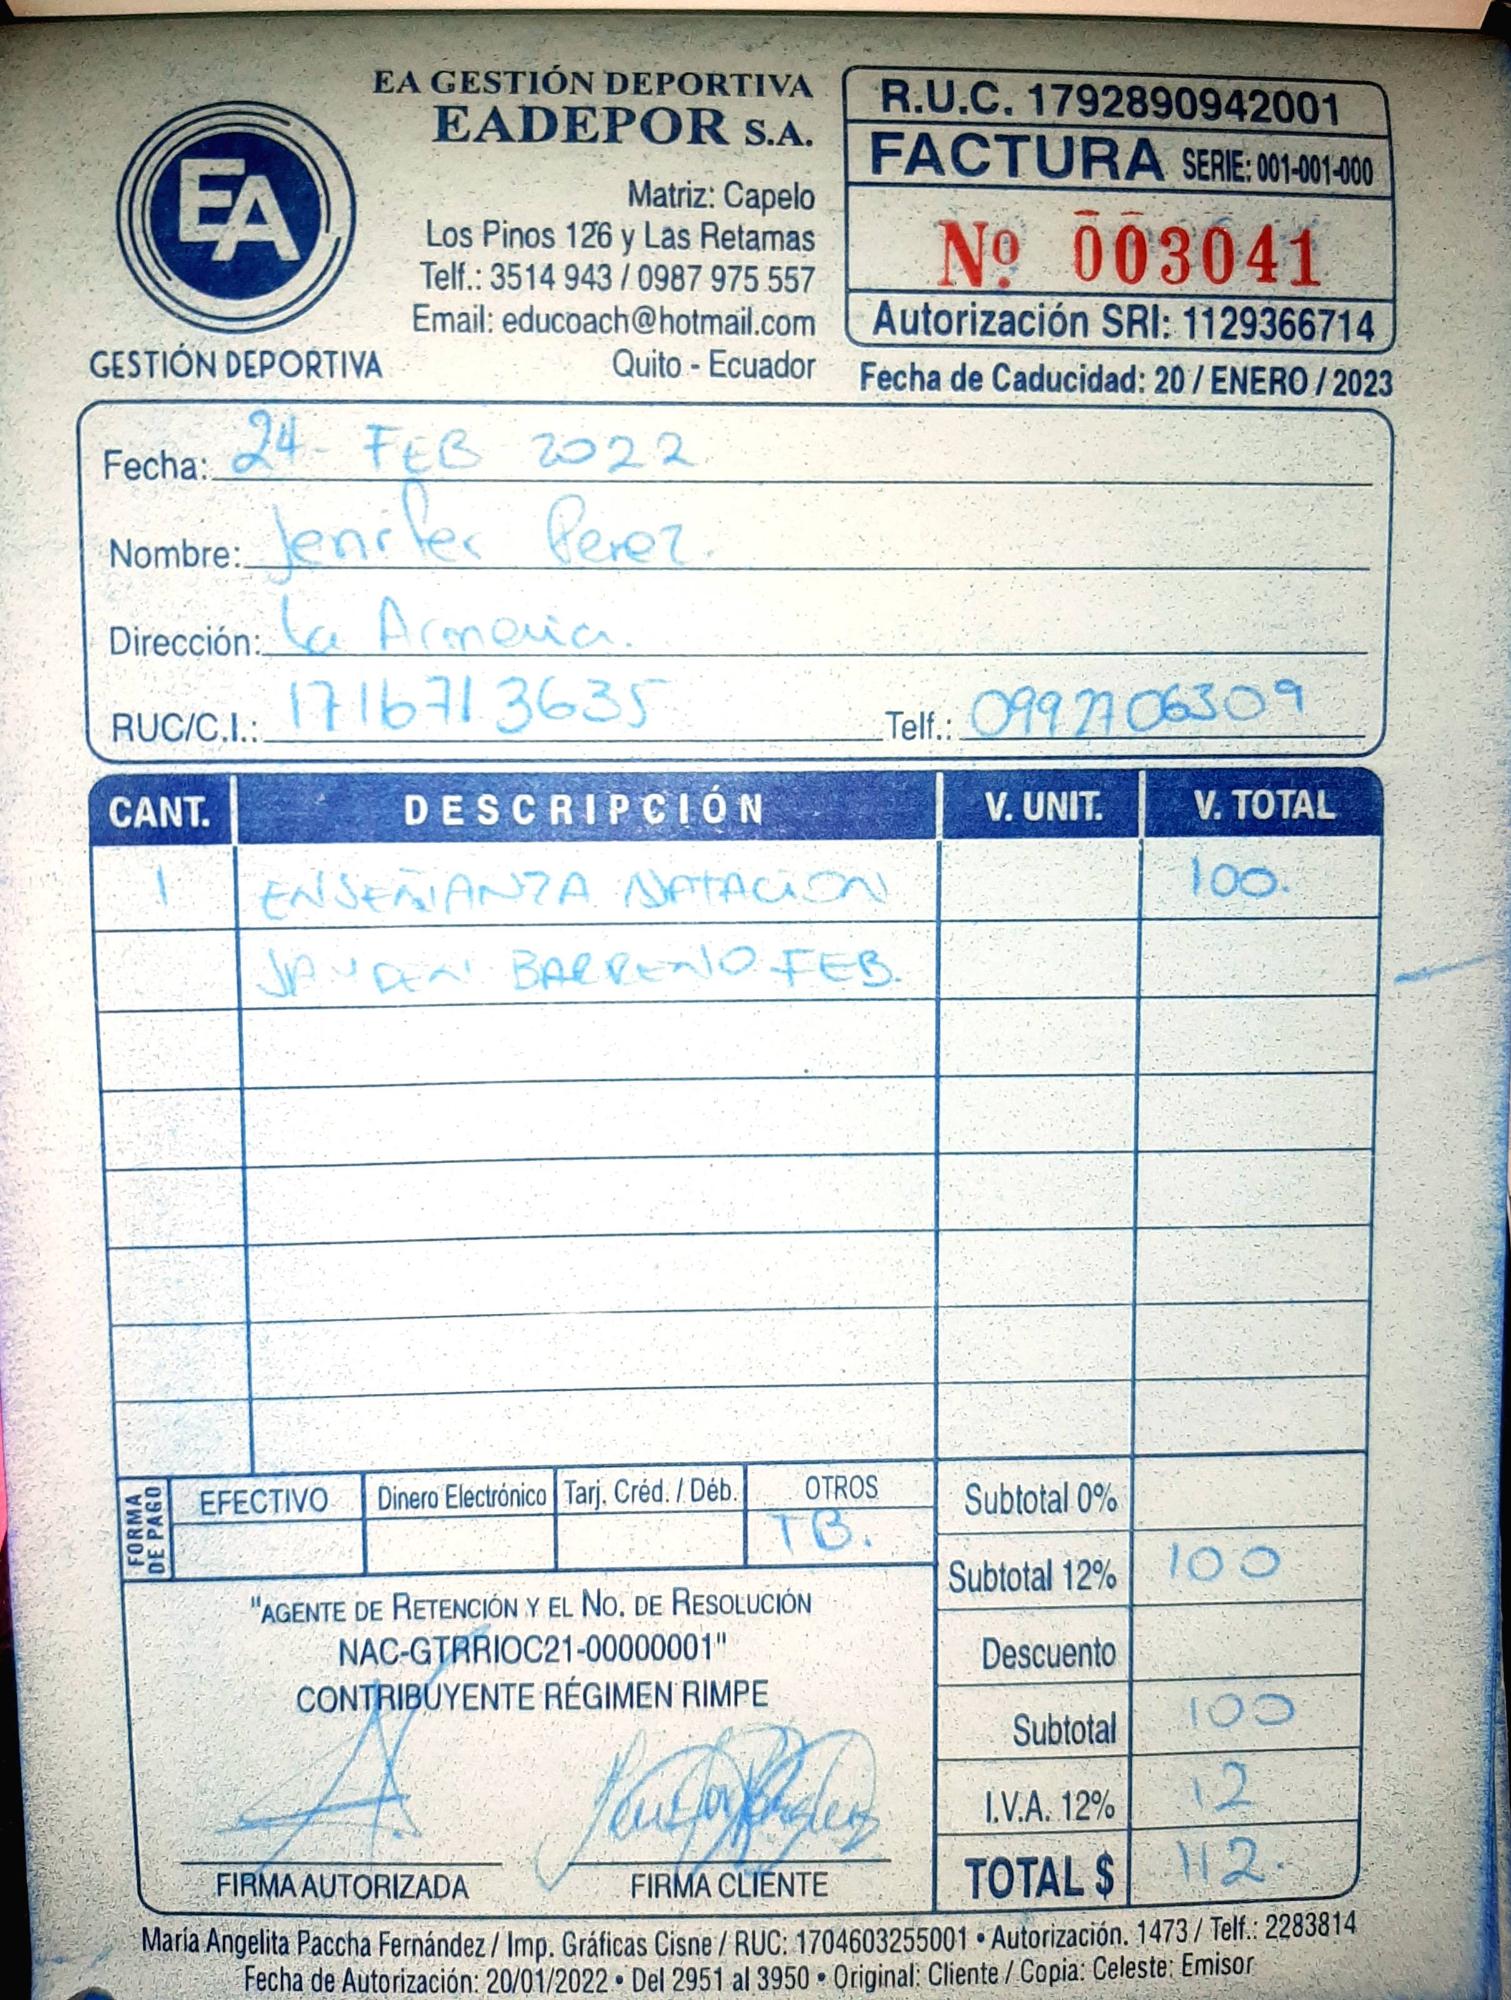 EA GESTIÓN DEPORTIVA
EADEPOR S.A.
EA
GESTIÓN DEPORTIVA
Matriz: Capelo
Los Pinos 126 y Las Retamas
Telf.: 3514 943 / 0987 975 557
Email: educoach@hotmail.com
Quito - Ecuador
R.U.C. 1792890942001
FACTURA SERIE: 001-001-000
Nº 003041
Autorización SRI: 1129366714
Fecha de Caducidad: 20 / ENERO / 2023
Fecha: 24 - FEB 2022
Nombre: Jenifer Perez.
Dirección: La Armenia.
RUC/C.I.: 1716713635 Telf.: 0992706309
CANT. DESCRIPCIÓN V. UNIT. V. TOTAL
1 ENSEÑANZA NATACION 100.
JAYDEN BARRENO FEB.
FORMA DE PAGO
EFECTIVO Dinero Electrónico Tarj. Créd. / Déb. OTROS
TB.
Subtotal 0%
Subtotal 12% 100
Descuento
Subtotal 100
I.V.A. 12% 12
TOTAL $ 112.
"AGENTE DE RETENCIÓN Y EL NO. DE RESOLUCIÓN
NAC-GTRRIOC21-00000001"
CONTRIBUYENTE RÉGIMEN RIMPE
FIRMA AUTORIZADA FIRMA CLIENTE
María Angelita Paccha Fernández / Imp. Gráficas Cisne / RUC: 1704603255001 • Autorización. 1473 / Telf.: 2283814
Fecha de Autorización: 20/01/2022 • Del 2951 al 3950 • Original: Cliente / Copia: Celeste: Emisor